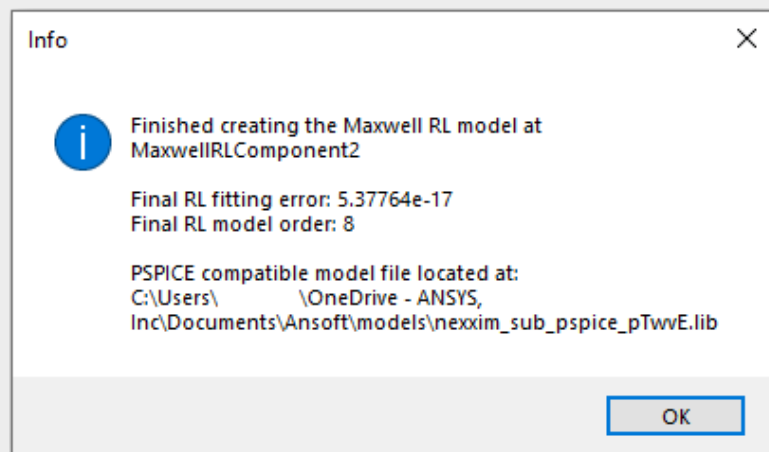 Info
Finished creating the Maxwell RL model at
MaxwellRLComponent2
Final RL fitting error: 5.37764e-17
Final RL model order: 8
PSPICE compatible model file located at:
C:\Users\ \OneDrive - ANSYS,
Inc\Documents\Ansoft\models\nexxim_sub_pspice_pTwvE.lib
OK